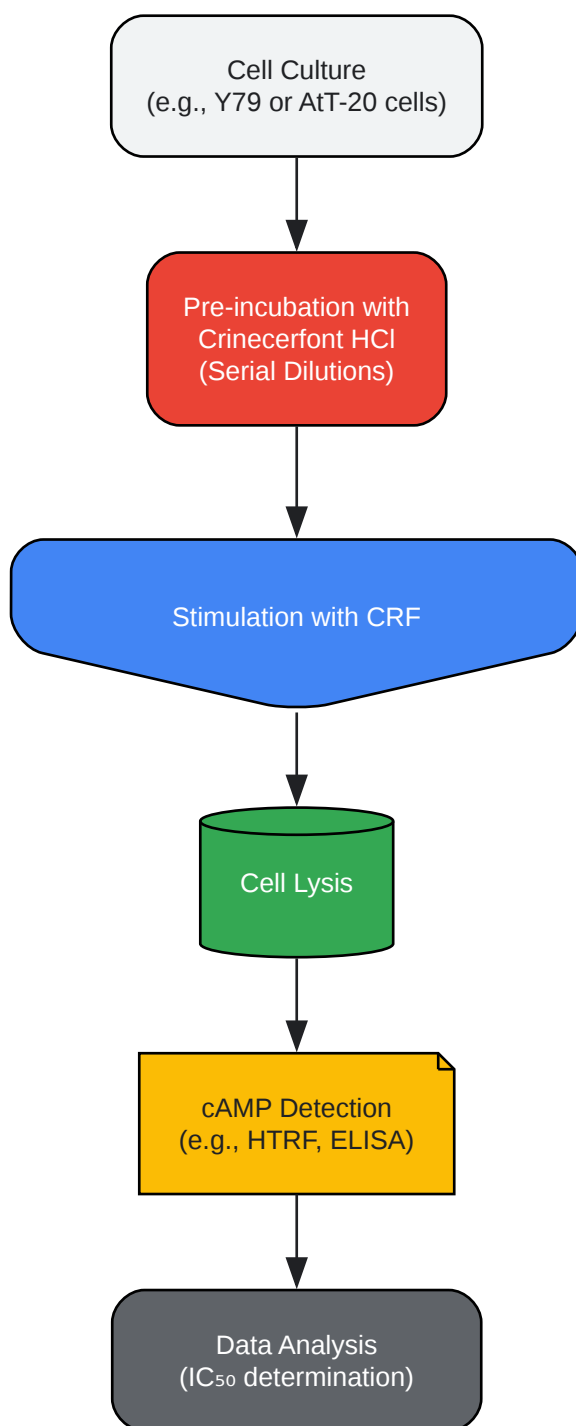 Cell Culture
(e.g., Y79 or AtT-20 cells)
Pre-incubation with
Crinecerfont HCl
(Serial Dilutions)
Stimulation with CRF
Cell Lysis
cAMP Detection
(e.g., HTRF, ELISA)
Data Analysis
(IC₅₀ determination)